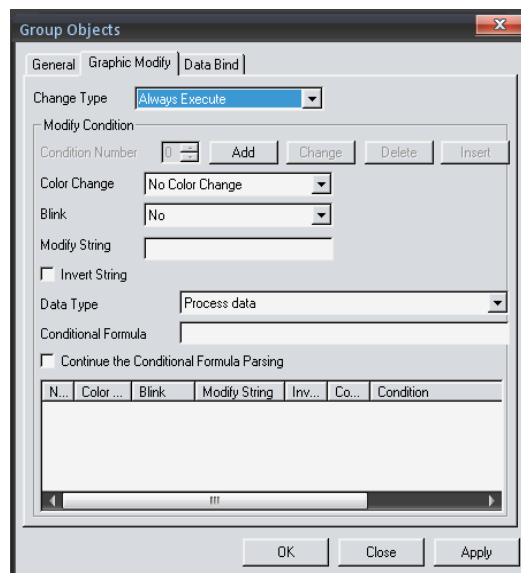 Group Objects
General Graphic Modify Data Bind
Change Type Always Execute
Modify Condition
Condition Number 0 Add Change Delete Insert
Color Change No Color Change
Blink No
Modify String
Invert String
Data Type Process data
Conditional Formula
Continue the Conditional Formula Parsing
N... Color ... Blink Modify String Inv... Co... Condition
OK Close Apply